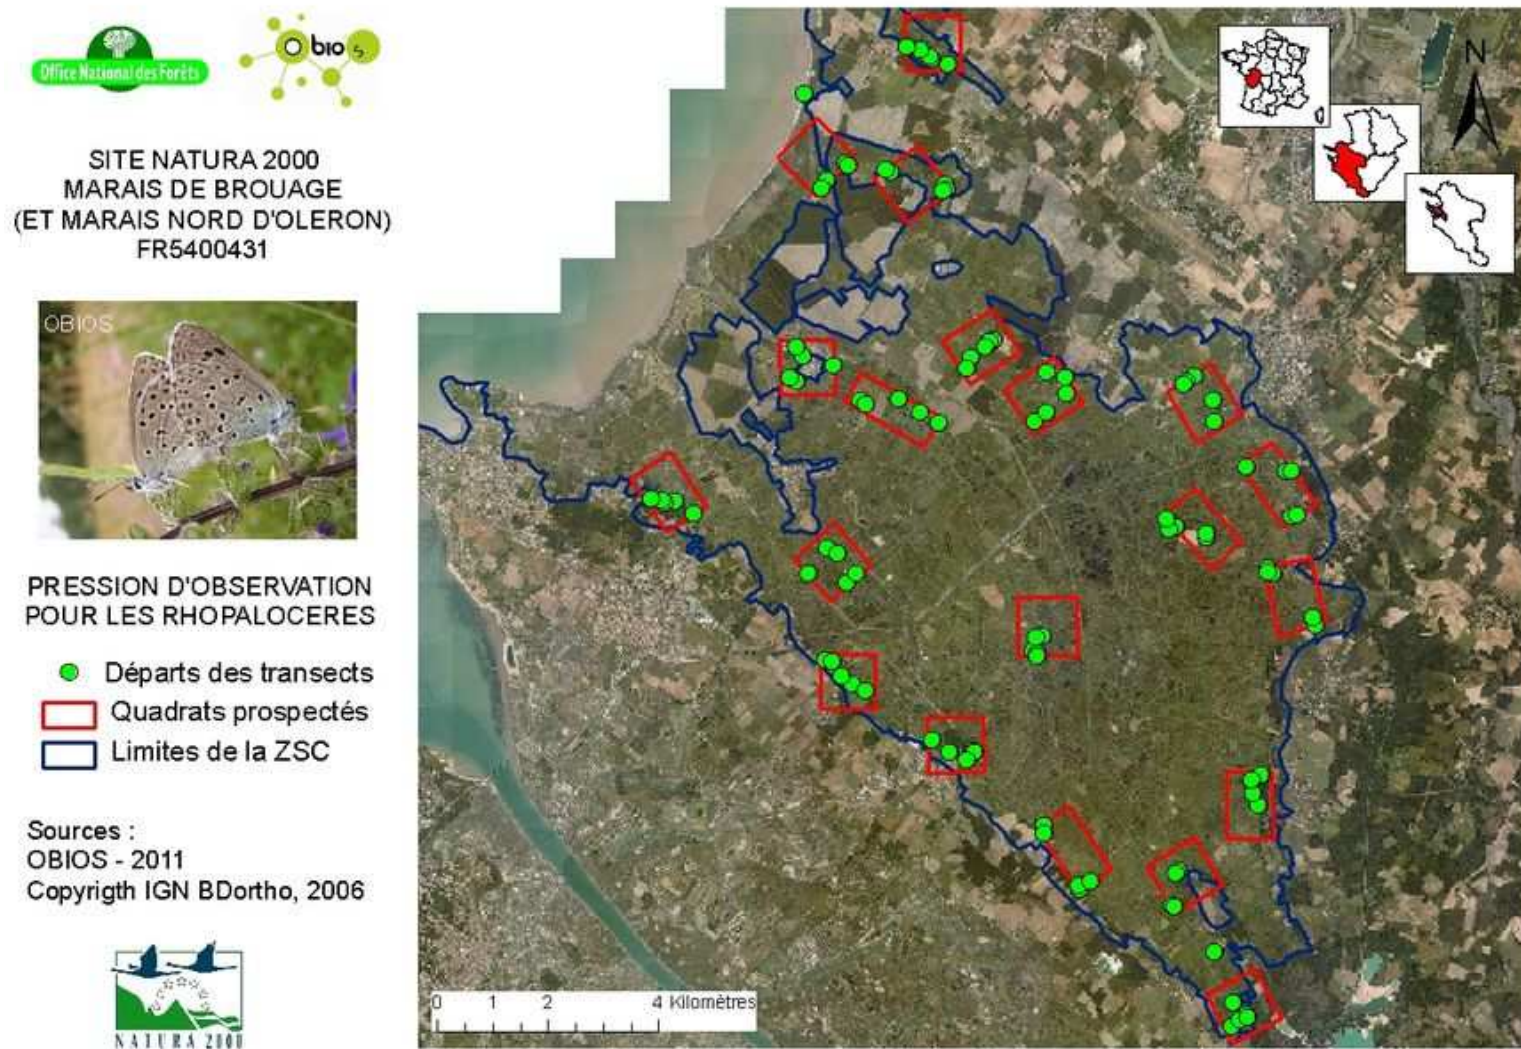 Office National des Forêts
Obios
SITE NATURA 2000
MARAIS DE BROUAGE
(ET MARAIS NORD D'OLERON)
FR5400431
OBIOS
PRESSION D'OBSERVATION
POUR LES RHOPALOCERES
Départs des transects
Quadrats prospectés
Limites de la ZSC
Sources :
OBIOS - 2011
Copyrigth IGN BDortho, 2006
NATURA 2000
N
0 1 2 4 Kilomètres